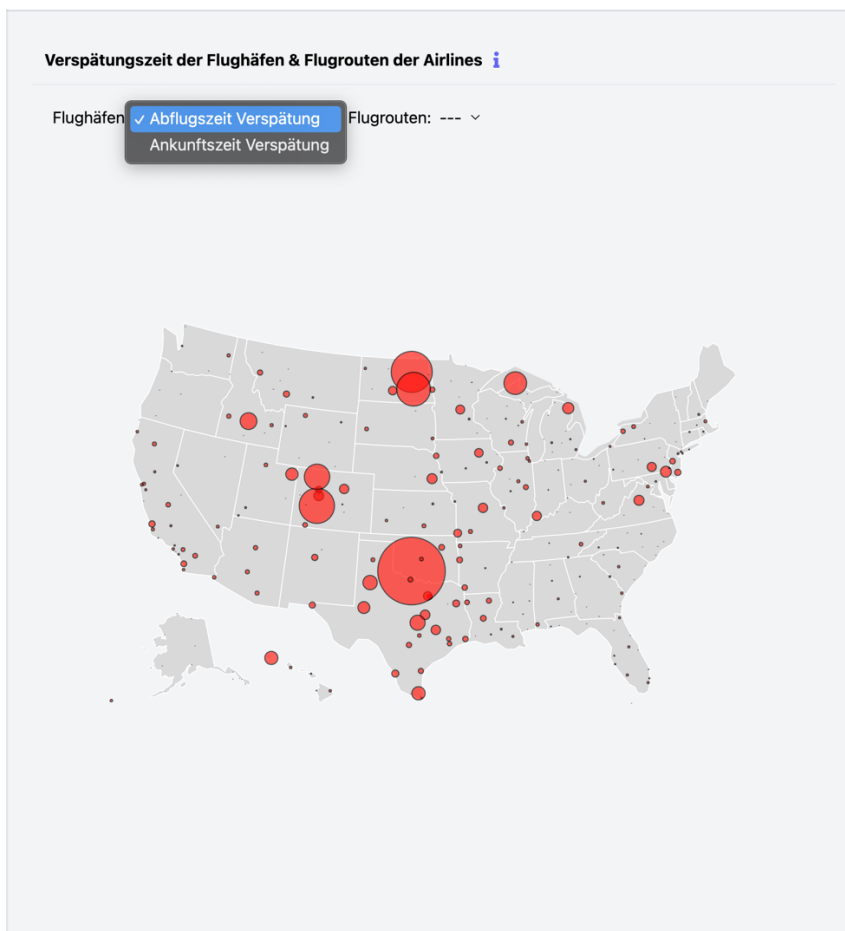 Verspätungszeit der Flughäfen & Flugrouten der Airlines i
Flughäfen ✓ Abflugszeit Verspätung Flugrouten: ---
Ankunftszeit Verspätung